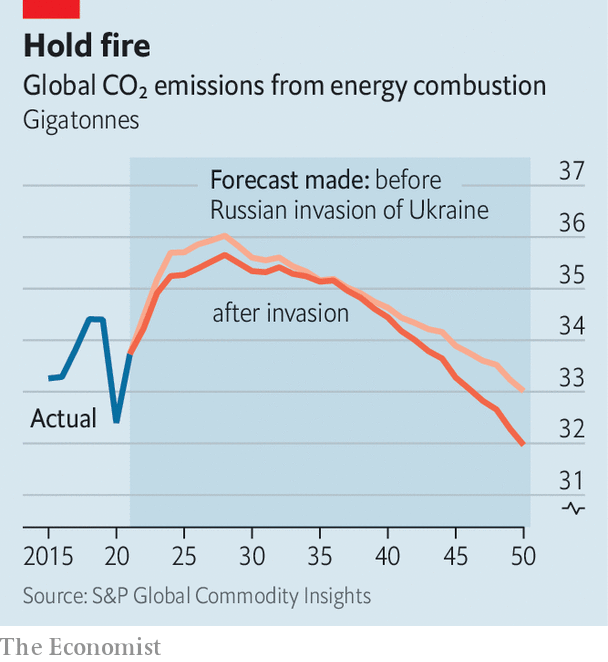 Hold fire
Global CO₂ emissions from energy combustion
Gigatonnes
37
Forecast made: before
Russian invasion of Ukraine
36
35
after invasion
34
33
Actual
32
31
2015 20 25 30 35 40 45 50
Source: S&P Global Commodity Insights
The Economist